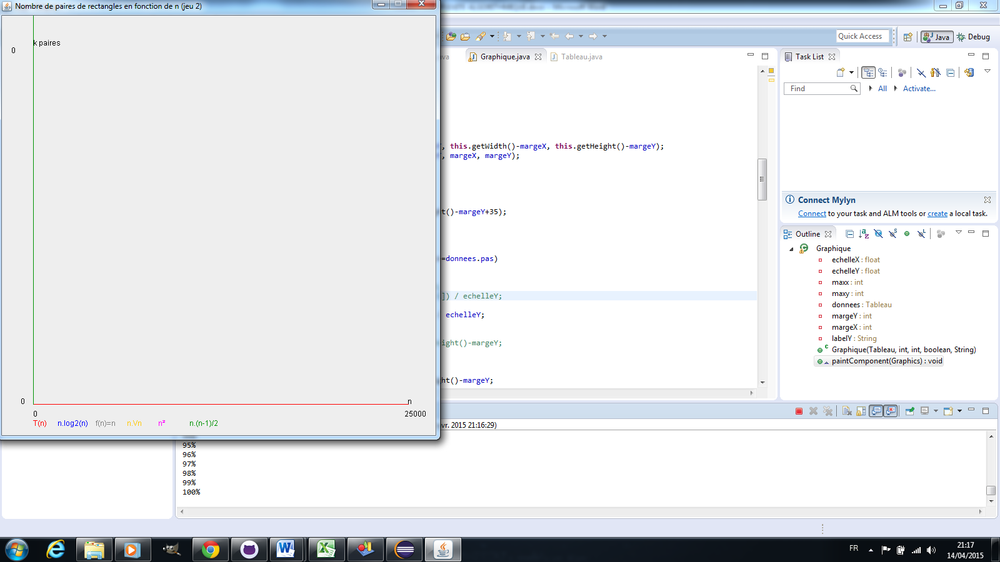 Nombre de paires de rectangles en fonction de n (jeu 2)
k paires
0
0
n
0
25000
T(n) n.log2(n) f(n)=n n.Vn n² n.(n-1)/2
Quick Access
Java
Debug
Graphique.java
Tableau.java
, this.getWidth()-margeX, this.getHeight()-margeY);
, margeX, margeY);
t()-margeY+35);
=donnees.pas)
]) / echelleY;
echelleY;
ight()-margeY;
ht()-margeY;
Task List
Find
All
Activate...
Connect Mylyn
Connect to your task and ALM tools or create a local task.
Outline
Graphique
echelleX : float
echelleY : float
maxx : int
maxy : int
donnees : Tableau
margeY : int
margeX : int
labelY : String
Graphique(Tableau, int, int, boolean, String)
paintComponent(Graphics) : void
vr. 2015 21:16:29)
95%
96%
97%
98%
99%
100%
FR
21:17
14/04/2015